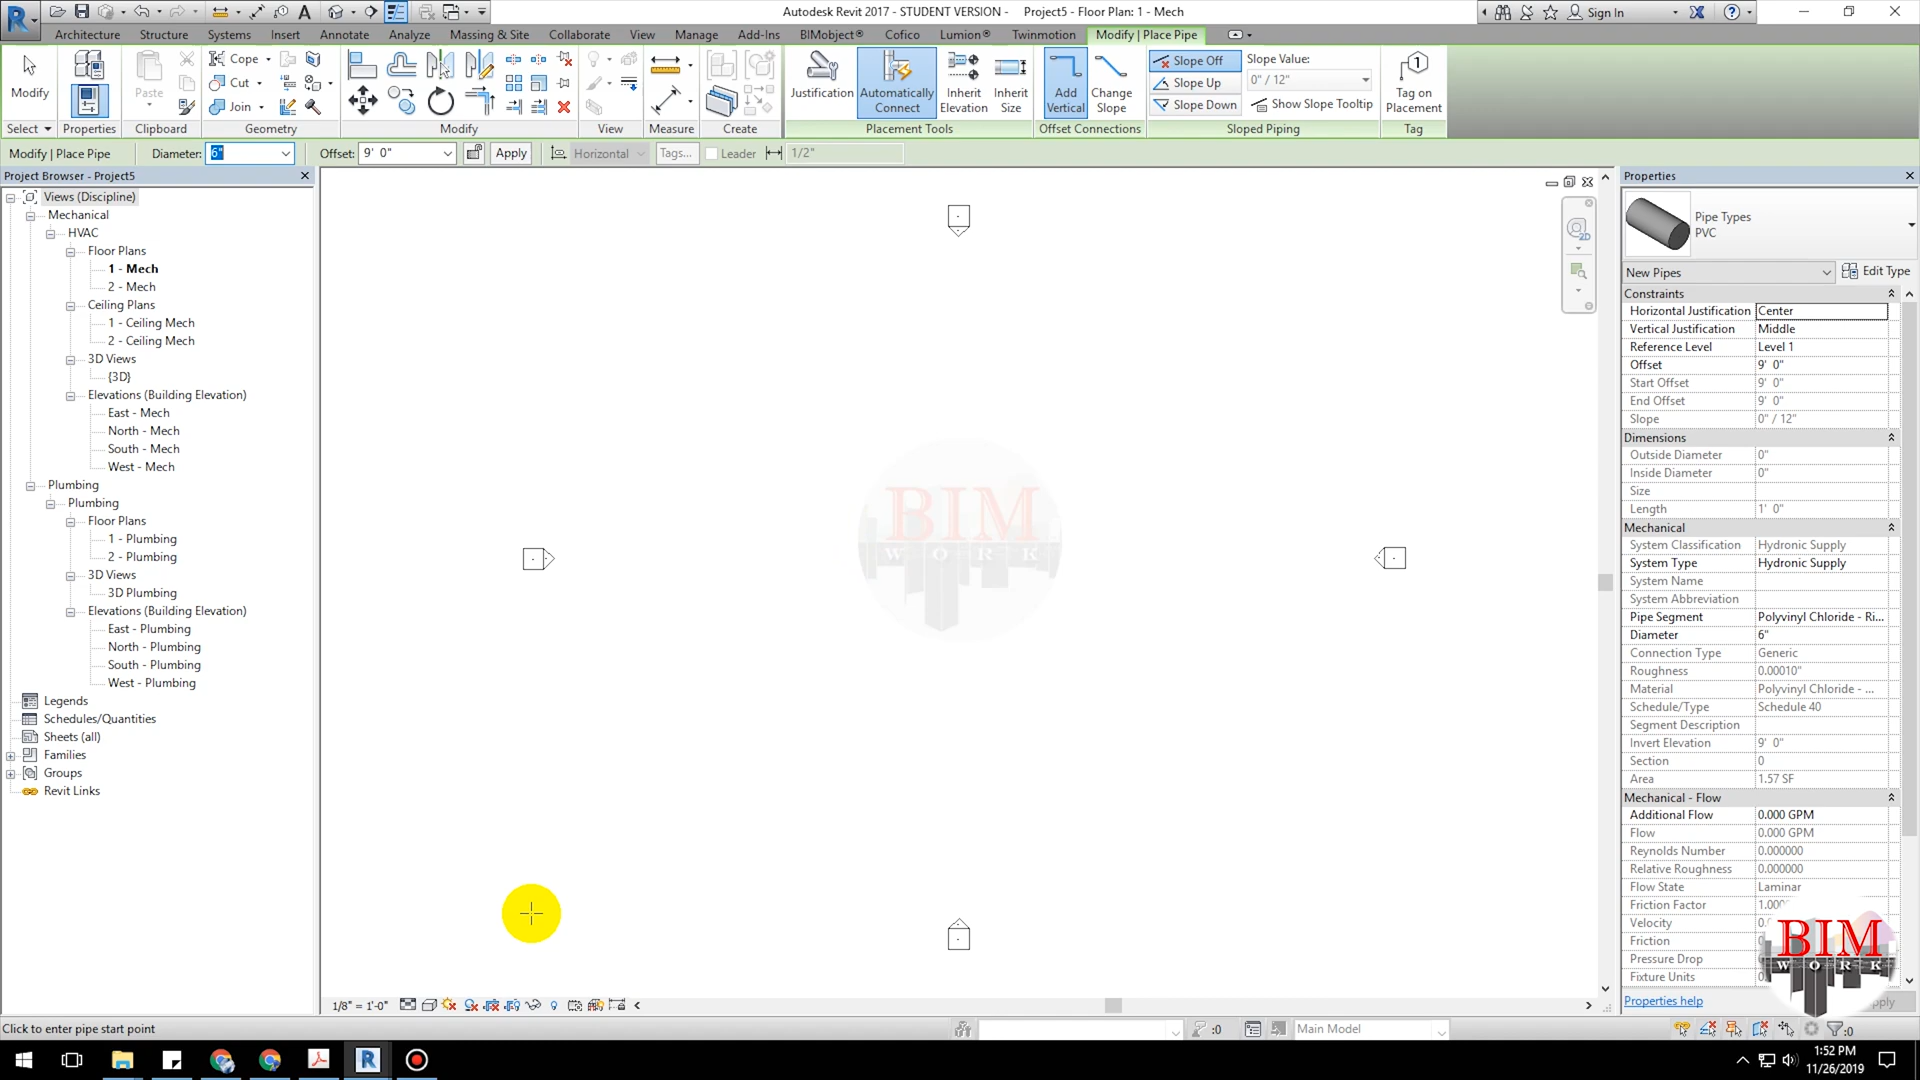 Autodesk Revit 2017 - STUDENT VERSION - Project5 - Floor Plan: 1 - Mech
Sign In
Architecture Structure Systems Insert Annotate Analyze Massing & Site Collaborate View Manage Add-Ins BIMobject® Cofico Lumion® Twinmotion Modify | Place Pipe
Modify
Paste
Cope
Cut
Join
Justification
Automatically Connect
Inherit Elevation
Inherit Size
Add Vertical
Change Slope
Slope Off
Slope Up
Slope Down
Slope Value:
0" / 12"
Show Slope Tooltip
Tag on Placement
Select Properties Clipboard Geometry Modify View Measure Create Placement Tools Offset Connections Sloped Piping Tag
Modify | Place Pipe Diameter: 6" Offset: 9' 0" Apply Horizontal Tags... Leader 1/2"
Project Browser - Project5
Views (Discipline)
Mechanical
HVAC
Floor Plans
1 - Mech
2 - Mech
Ceiling Plans
1 - Ceiling Mech
2 - Ceiling Mech
3D Views
{3D}
Elevations (Building Elevation)
East - Mech
North - Mech
South - Mech
West - Mech
Plumbing
Plumbing
Floor Plans
1 - Plumbing
2 - Plumbing
3D Views
3D Plumbing
Elevations (Building Elevation)
East - Plumbing
North - Plumbing
South - Plumbing
West - Plumbing
Legends
Schedules/Quantities
Sheets (all)
Families
Groups
Revit Links
BIM
WORK
2D
1/8" = 1'-0"
Properties
Pipe Types
PVC
New Pipes Edit Type
Constraints
Horizontal Justification Center
Vertical Justification Middle
Reference Level Level 1
Offset 9' 0"
Start Offset 9' 0"
End Offset 9' 0"
Slope 0" / 12"
Dimensions
Outside Diameter 0"
Inside Diameter 0"
Size
Length 1' 0"
Mechanical
System Classification Hydronic Supply
System Type Hydronic Supply
System Name
System Abbreviation
Pipe Segment Polyvinyl Chloride - Ri...
Diameter 6"
Connection Type Generic
Roughness 0.00010"
Material Polyvinyl Chloride - ...
Schedule/Type Schedule 40
Segment Description
Invert Elevation 9' 0"
Section 0
Area 1.57 SF
Mechanical - Flow
Additional Flow 0.000 GPM
Flow 0.000 GPM
Reynolds Number 0.000000
Relative Roughness 0.000000
Flow State Laminar
Friction Factor
Velocity
Friction
Pressure Drop
Fixture Units
BIM
WORK
Properties help
Click to enter pipe start point
:0
Main Model
:0
1:52 PM
11/26/2019